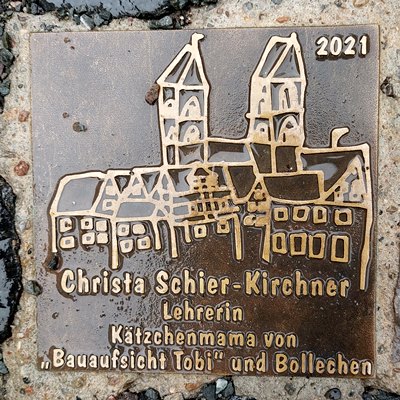 2021
Christa Schier-Kirchner
Lehrerin
Kätzchenmama von
„Bauaufsicht Tobi“ und Bollechen